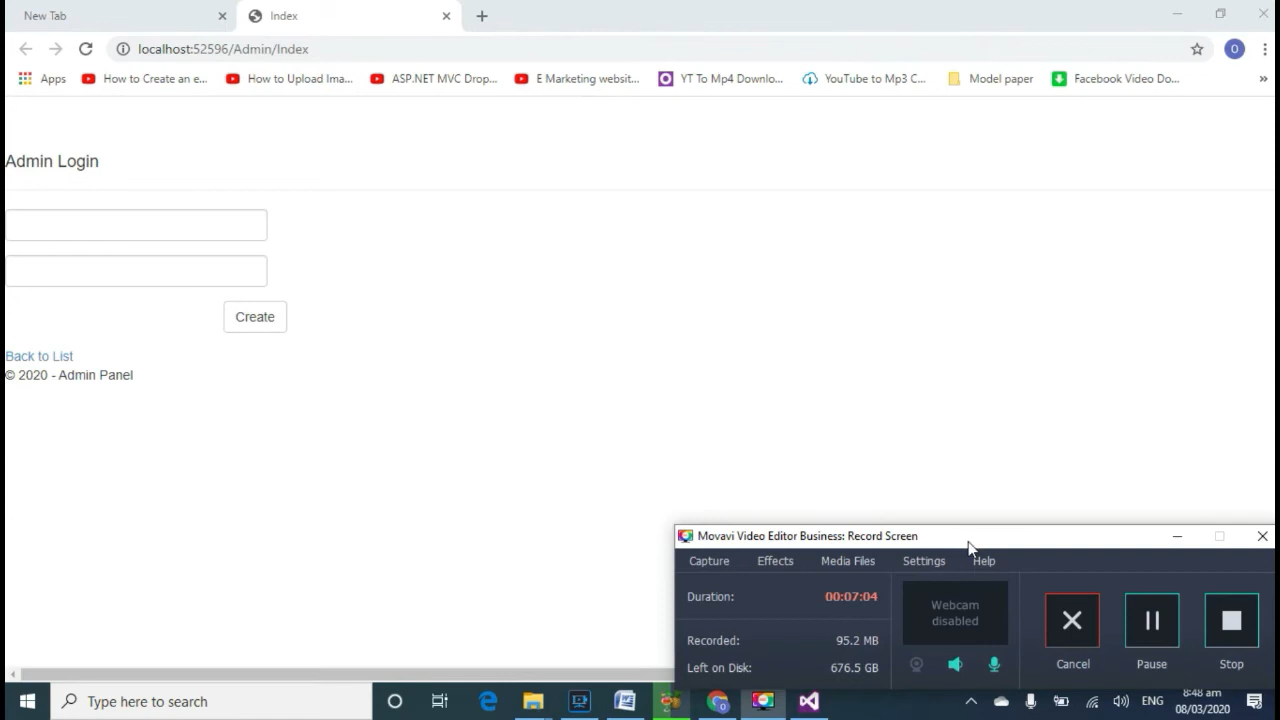 New Tab
Index
localhost:52596/Admin/Index
O
Apps
How to Create an e...
How to Upload Ima...
ASP.NET MVC Drop...
E Marketing websit...
YT To Mp4 Downlo...
YouTube to Mp3 C...
Model paper
Facebook Video Do...
»
Admin Login
Create
Back to List
© 2020 - Admin Panel
Movavi Video Editor Business: Record Screen
Capture
Effects
Media Files
Settings
Help
Duration:
00:07:04
Webcam
disabled
Recorded:
95.2 MB
Left on Disk:
676.5 GB
Cancel
Pause
Stop
Type here to search
ENG
8:48 am
08/03/2020